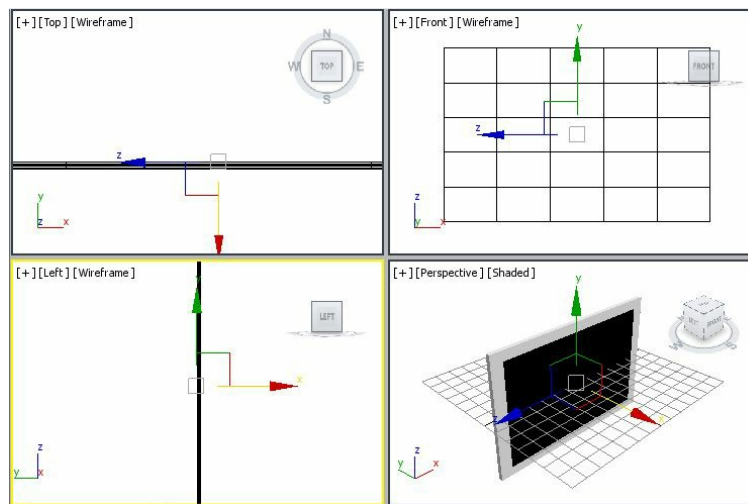 [+] [Top] [Wireframe]
N
W TOP E
S
z
y
z x
[+] [Front] [Wireframe]
y
FRONT
z
z
y x
[+] [Left] [Wireframe]
LEFT
x
z
y x
[+] [Perspective] [Shaded]
y
z
x
z
y x